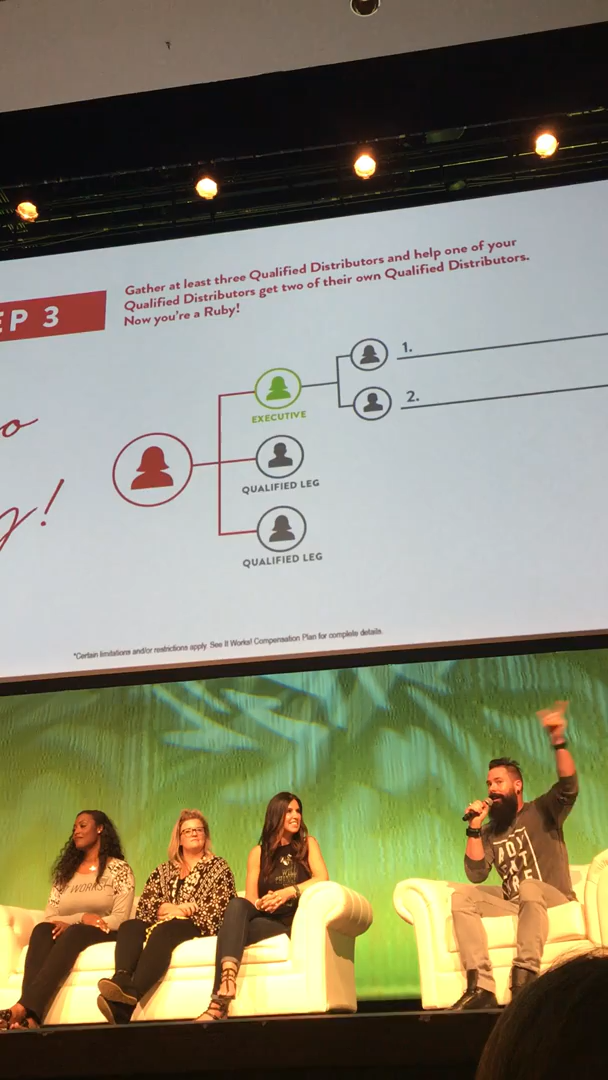 EP 3
Gather at least three Qualified Distributors and help one of your
Qualified Distributors get two of their own Qualified Distributors.
Now you're a Ruby!
o
g!
1.
2.
EXECUTIVE
QUALIFIED LEG
QUALIFIED LEG
*Certain limitations and/or restrictions apply. See It Works! Compensation Plan for complete details.
WORKS!